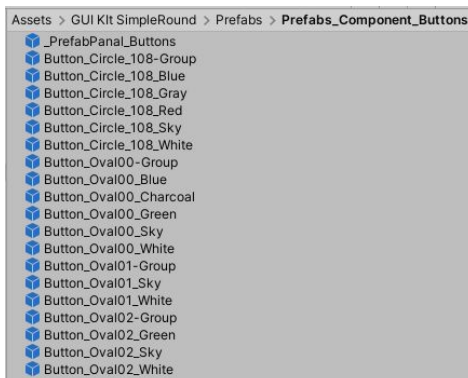 Assets > GUI KIt SimpleRound > Prefabs > Prefabs_Component_Buttons
_PrefabPanal_Buttons
Button_Circle_108-Group
Button_Circle_108_Blue
Button_Circle_108_Gray
Button_Circle_108_Red
Button_Circle_108_Sky
Button_Circle_108_White
Button_Oval00-Group
Button_Oval00_Blue
Button_Oval00_Charcoal
Button_Oval00_Green
Button_Oval00_Sky
Button_Oval00_White
Button_Oval01-Group
Button_Oval01_Sky
Button_Oval01_White
Button_Oval02-Group
Button_Oval02_Green
Button_Oval02_Sky
Button_Oval02_White